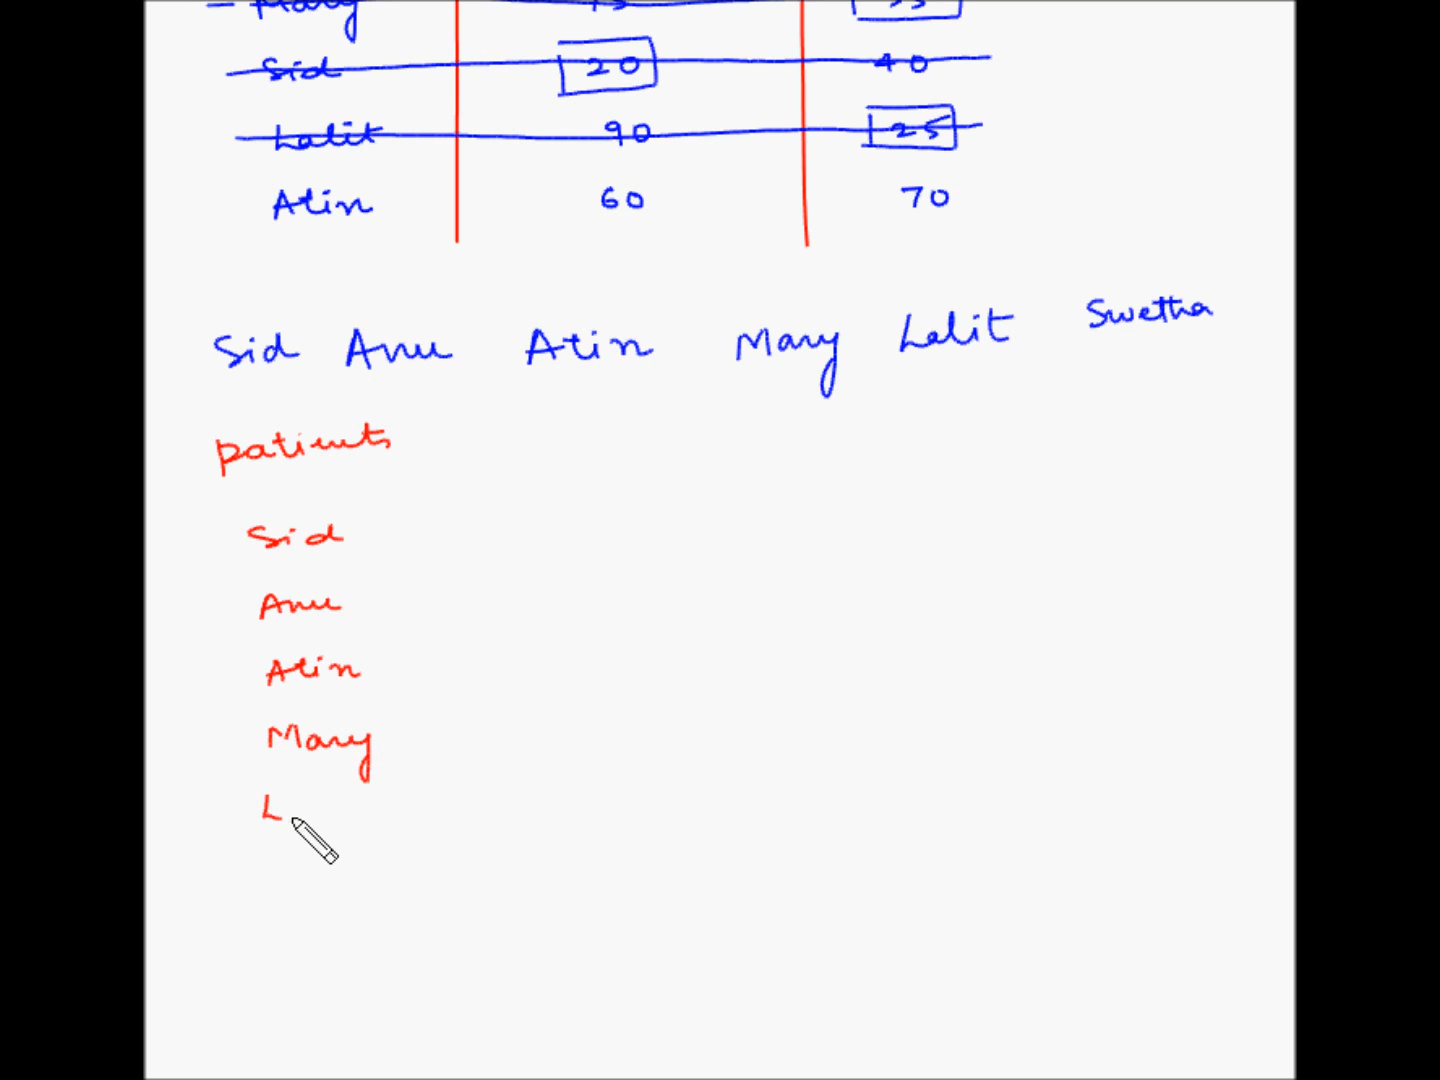 Mary
Sid 20 40
Lalit 90 25
Atin 60 70
Sid Anu Atin Mary Lalit Swetha
patients
Sid
Anu
Atin
Mary
L